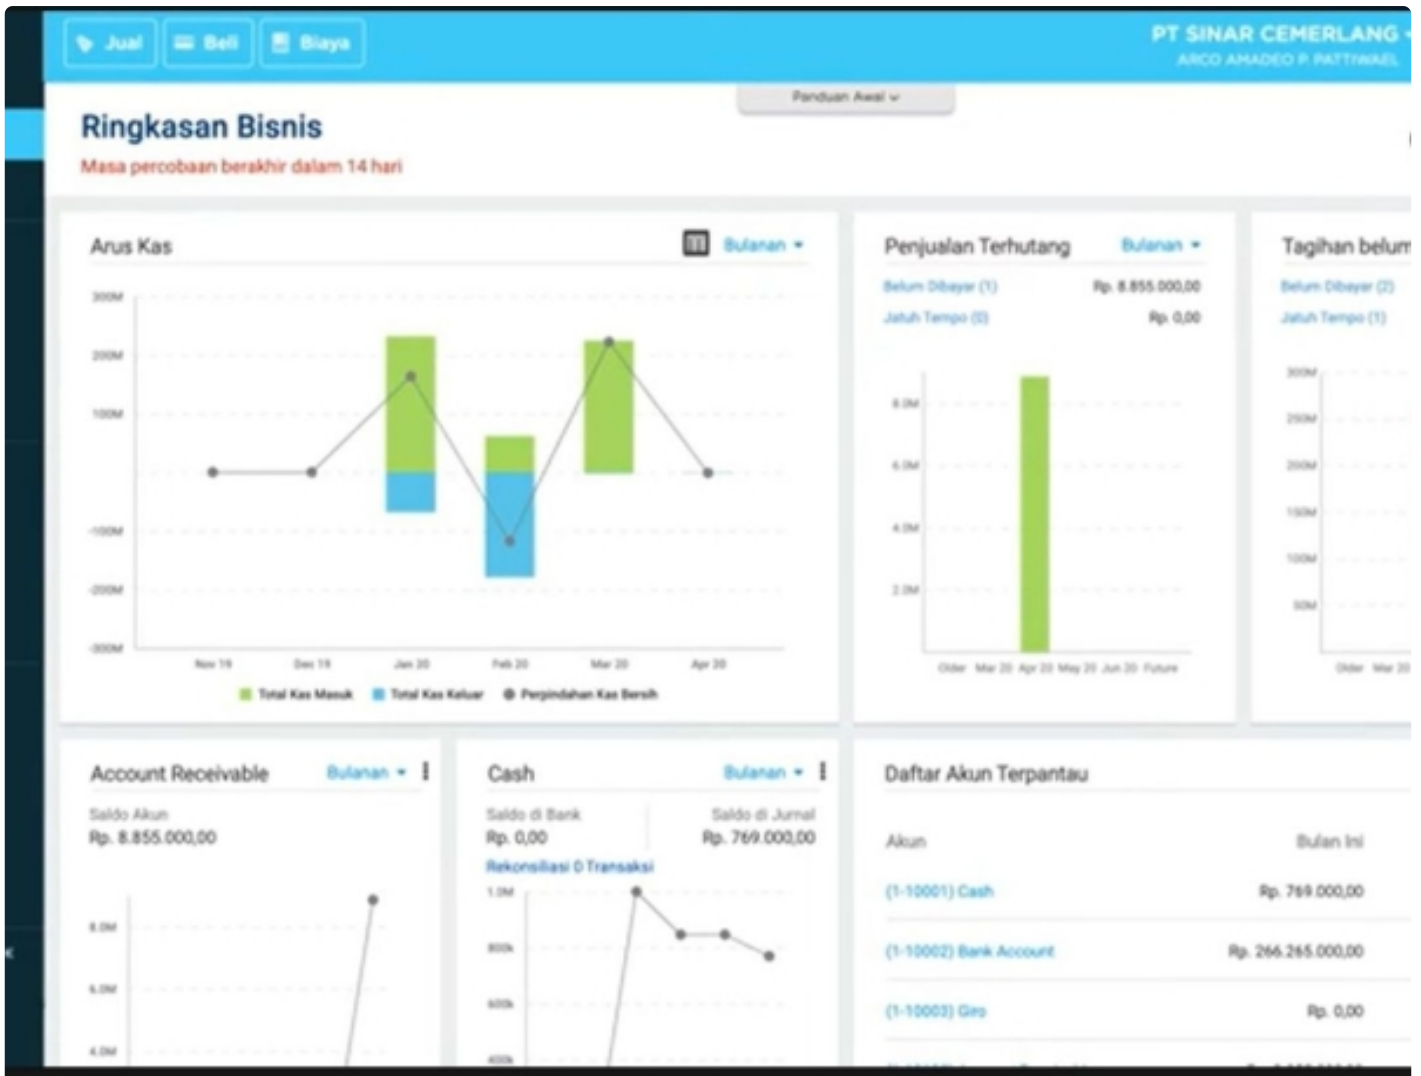 Jual
Beli
Biaya
PT SINAR CEMERLANG
ARCO AMADEO P. PATTIWAEL
Panduan Awal
Ringkasan Bisnis
Masa percobaan berakhir dalam 14 hari
Arus Kas
Bulanan
300M
200M
100M
-100M
-200M
-300M
Nov 19 Dec 19 Jan 20 Feb 20 Mar 20 Apr 20
Total Kas Masuk Total Kas Keluar Perpindahan Kas Bersih
Penjualan Terhutang
Bulanan
Belum Dibayar (1) Rp. 8.855.000,00
Jatuh Tempo (0) Rp. 0,00
8.0M
6.0M
4.0M
2.0M
Older Mar 20 Apr 20 May 20 Jun 20 Future
Tagihan belum
Belum Dibayar (2)
Jatuh Tempo (1)
300M
250M
200M
150M
100M
50M
Older Mar 20
Account Receivable
Bulanan
Saldo Akun
Rp. 8.855.000,00
8.0M
6.0M
4.0M
Cash
Bulanan
Saldo di Bank Saldo di Jurnal
Rp. 0,00 Rp. 769.000,00
Rekonsiliasi 0 Transaksi
1.0M
800k
600k
400k
Daftar Akun Terpantau
Akun Bulan Ini
(1-10001) Cash Rp. 769.000,00
(1-10002) Bank Account Rp. 266.265.000,00
(1-10003) Giro Rp. 0,00